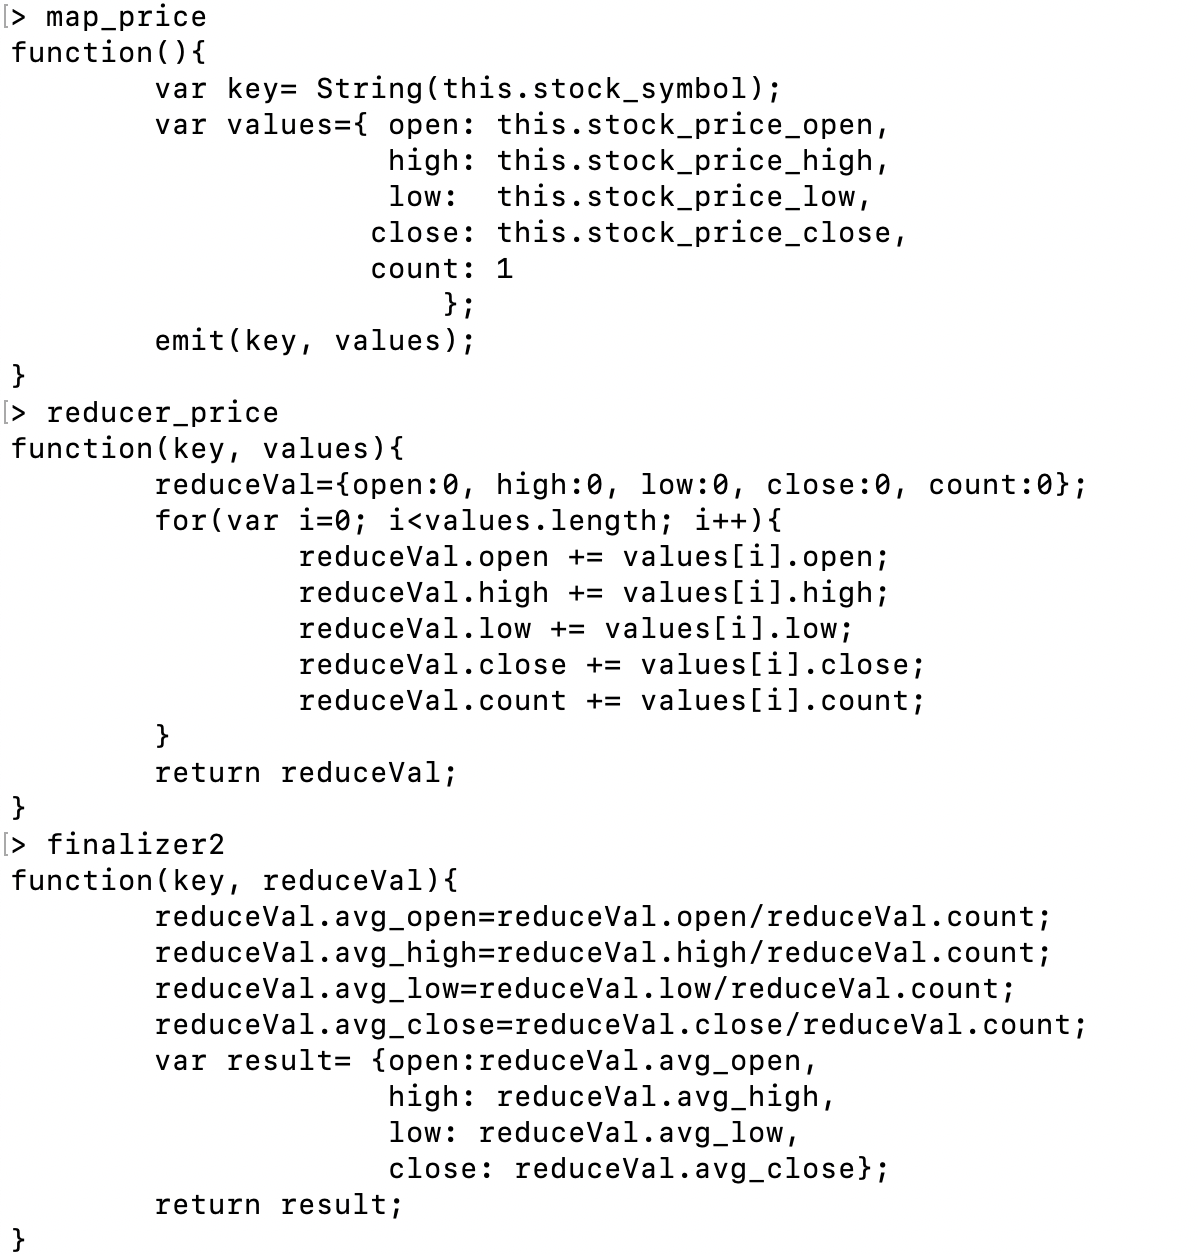 [> map_price
function(){
        var key= String(this.stock_symbol);
        var values={ open: this.stock_price_open,
                     high: this.stock_price_high,
                     low:  this.stock_price_low,
                    close: this.stock_price_close,
                    count: 1
                        };
        emit(key, values);
}
[> reducer_price
function(key, values){
        reduceVal={open:0, high:0, low:0, close:0, count:0};
        for(var i=0; i<values.length; i++){
                reduceVal.open += values[i].open;
                reduceVal.high += values[i].high;
                reduceVal.low += values[i].low;
                reduceVal.close += values[i].close;
                reduceVal.count += values[i].count;
        }
        return reduceVal;
}
[> finalizer2
function(key, reduceVal){
        reduceVal.avg_open=reduceVal.open/reduceVal.count;
        reduceVal.avg_high=reduceVal.high/reduceVal.count;
        reduceVal.avg_low=reduceVal.low/reduceVal.count;
        reduceVal.avg_close=reduceVal.close/reduceVal.count;
        var result= {open:reduceVal.avg_open,
                     high: reduceVal.avg_high,
                     low: reduceVal.avg_low,
                     close: reduceVal.avg_close};
        return result;
}